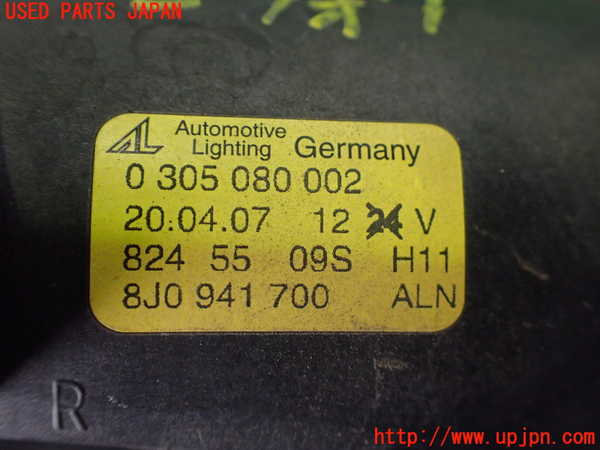 USED PARTS JAPAN
AL Automotive Lighting Germany
0 305 080 002
20.04.07 12 24 V
824 55 09S H11
8J0 941 700 ALN
R
http://www.upjpn.com/